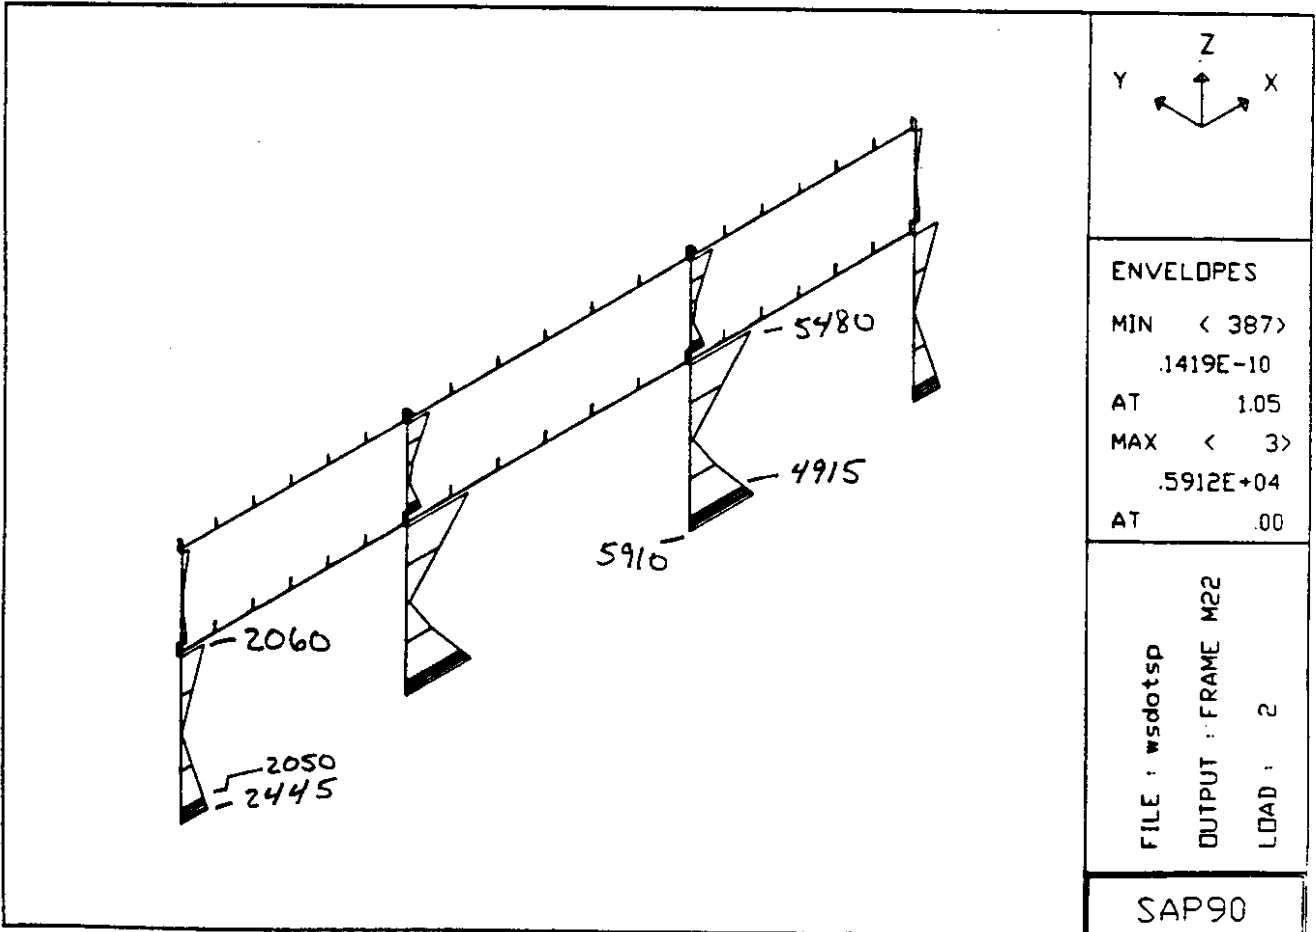 Z
Y X
ENVELOPES
MIN < 387>
.1419E-10
AT 1.05
MAX < 3>
.5912E+04
AT .00
5480
4915
5910
2060
2050
2445
FILE : wsdotsp
OUTPUT : FRAME M22
LOAD : 2
SAP90